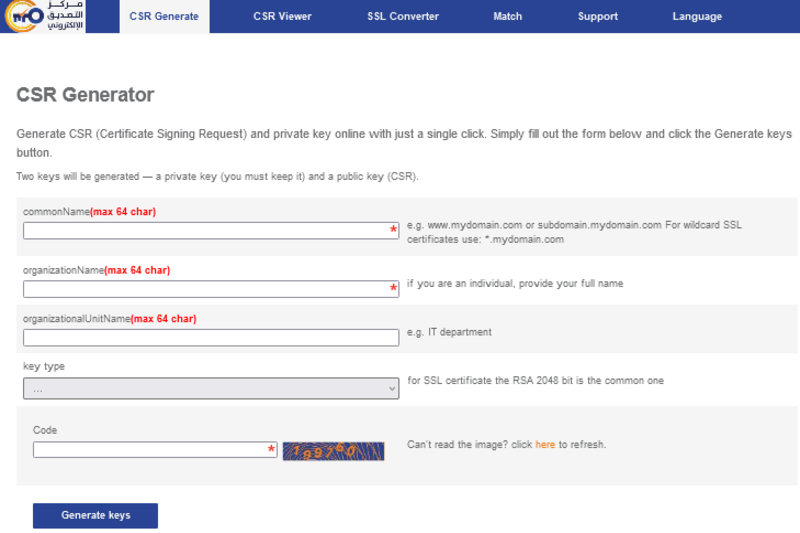 مركز
التصديق
الإلكتروني
CSR Generate
CSR Viewer
SSL Converter
Match
Support
Language
CSR Generator
Generate CSR (Certificate Signing Request) and private key online with just a single click. Simply fill out the form below and click the Generate keys
button.
Two keys will be generated — a private key (you must keep it) and a public key (CSR).
commonName(max 64 char)
*
e.g. www.mydomain.com or subdomain.mydomain.com For wildcard SSL
certificates use: *.mydomain.com
organizationName(max 64 char)
*
if you are an individual, provide your full name
organizationalUnitName(max 64 char)
e.g. IT department
key type
...
for SSL certificate the RSA 2048 bit is the common one
Code
*
199760
Can't read the image? click here to refresh.
Generate keys